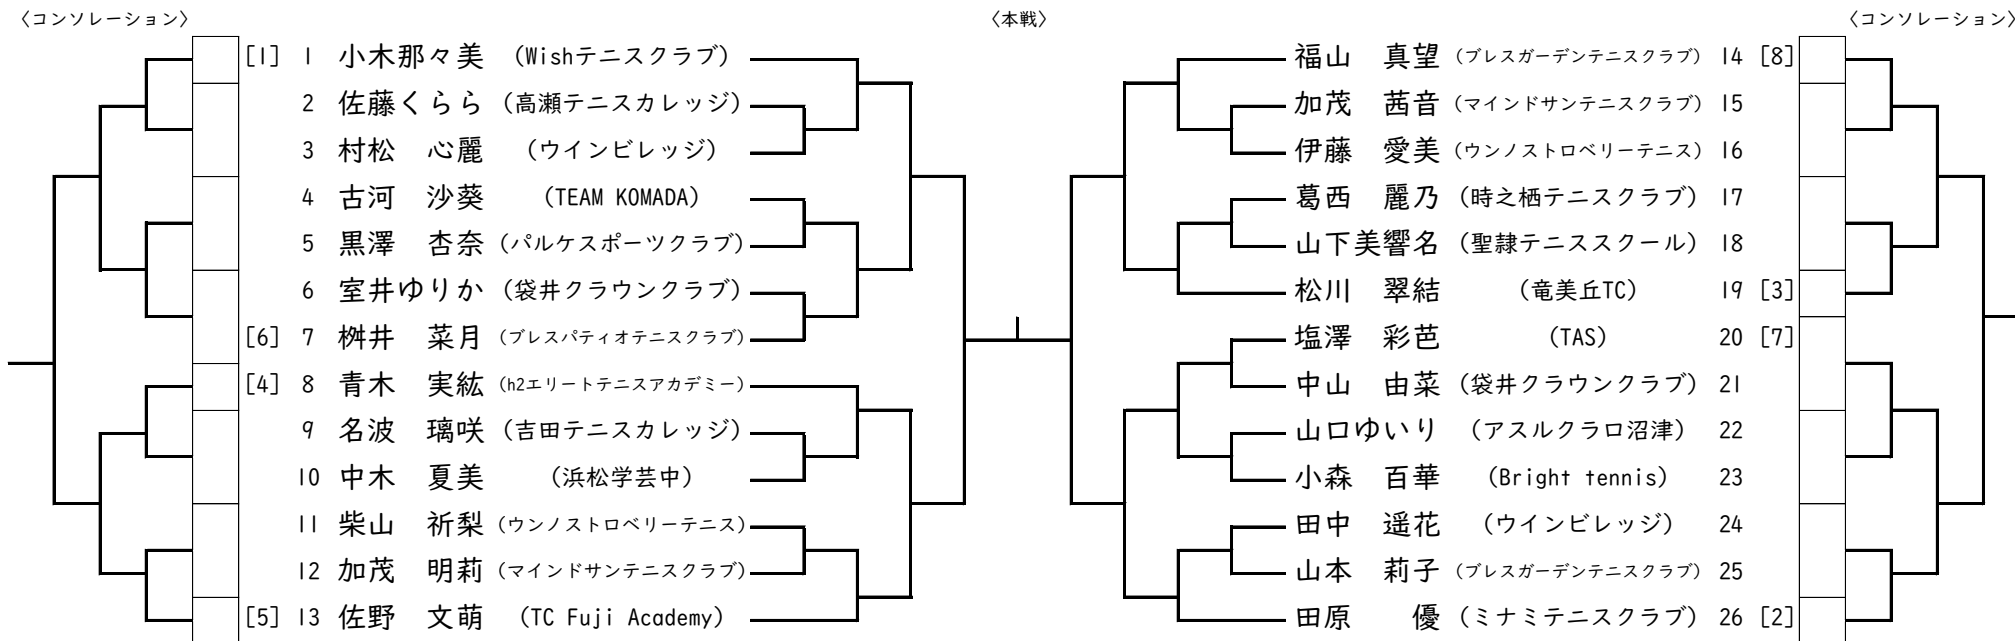 〈コンソレーション〉 〈本戦〉 〈コンソレーション〉
[1] 1 小木那々美 (Wishテニスクラブ) 福山 真望 (ブレスガーデンテニスクラブ) 14 [8]
2 佐藤くらら (高瀬テニスカレッジ) 加茂 茜音 (マインドサンテニスクラブ) 15
3 村松 心麗 (ウインビレッジ) 伊藤 愛美 (ウンノストロベリーテニス) 16
4 古河 沙葵 (TEAM KOMADA) 葛西 麗乃 (時之栖テニスクラブ) 17
5 黒澤 杏奈 (パルケスポーツクラブ) 山下美響名 (聖隷テニススクール) 18
6 室井ゆりか (袋井クラウンクラブ) 松川 翠結 (竜美丘TC) 19 [3]
[6] 7 桝井 菜月 (ブレスパティオテニスクラブ) 塩澤 彩芭 (TAS) 20 [7]
[4] 8 青木 実紘 (h2エリートテニスアカデミー) 中山 由菜 (袋井クラウンクラブ) 21
9 名波 璃咲 (吉田テニスカレッジ) 山口ゆいり (アスルクラロ沼津) 22
10 中木 夏美 (浜松学芸中) 小森 百華 (Bright tennis) 23
11 柴山 祈梨 (ウンノストロベリーテニス) 田中 遥花 (ウインビレッジ) 24
12 加茂 明莉 (マインドサンテニスクラブ) 山本 莉子 (ブレスガーデンテニスクラブ) 25
[5] 13 佐野 文萌 (TC Fuji Academy) 田原 優 (ミナミテニスクラブ) 26 [2]